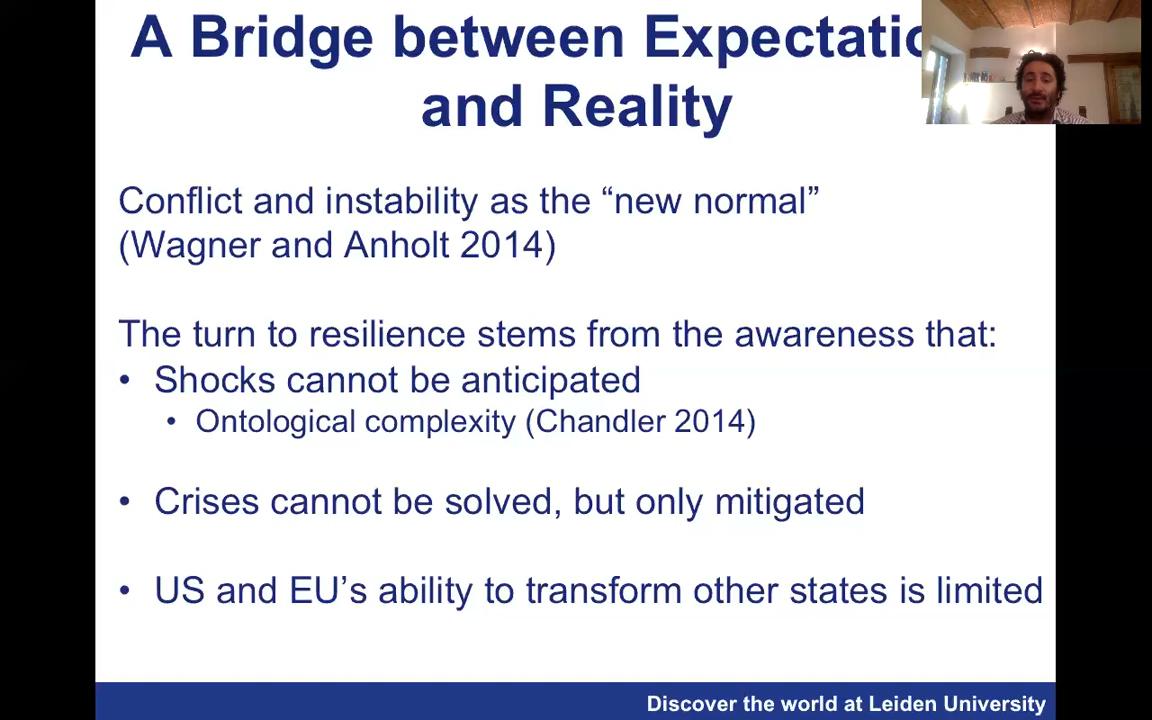 A Bridge between Expectatio
and Reality
Conflict and instability as the “new normal”
(Wagner and Anholt 2014)
The turn to resilience stems from the awareness that:
• Shocks cannot be anticipated
• Ontological complexity (Chandler 2014)
• Crises cannot be solved, but only mitigated
• US and EU’s ability to transform other states is limited
Discover the world at Leiden University